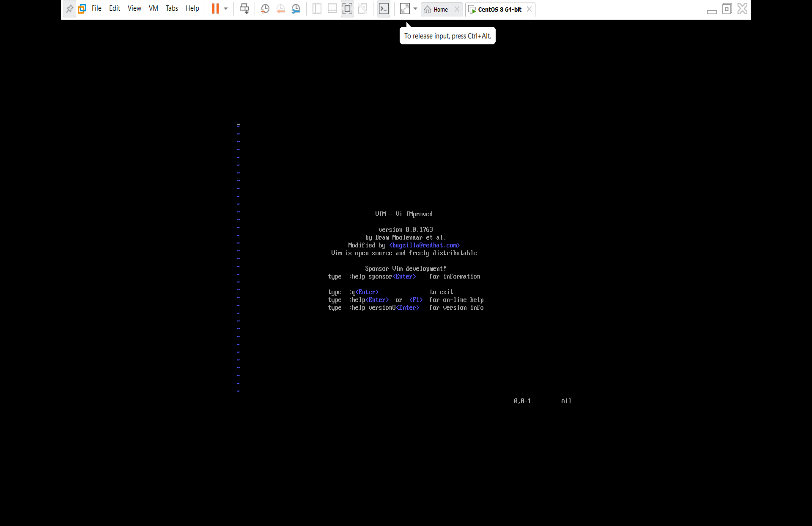 File Edit View VM Tabs Help Home CentOS 8 64-bit
To release input, press Ctrl+Alt.
VIM - Vi IMproved
version 8.0.1763
by Bram Moolenaar et al.
Modified by <bugzilla@redhat.com>
Vim is open source and freely distributable
Sponsor Vim development!
type :help sponsor<Enter> for information
type :q<Enter> to exit
type :help<Enter> or <F1> for on-line help
type :help version8<Enter> for version info
0,0-1 All